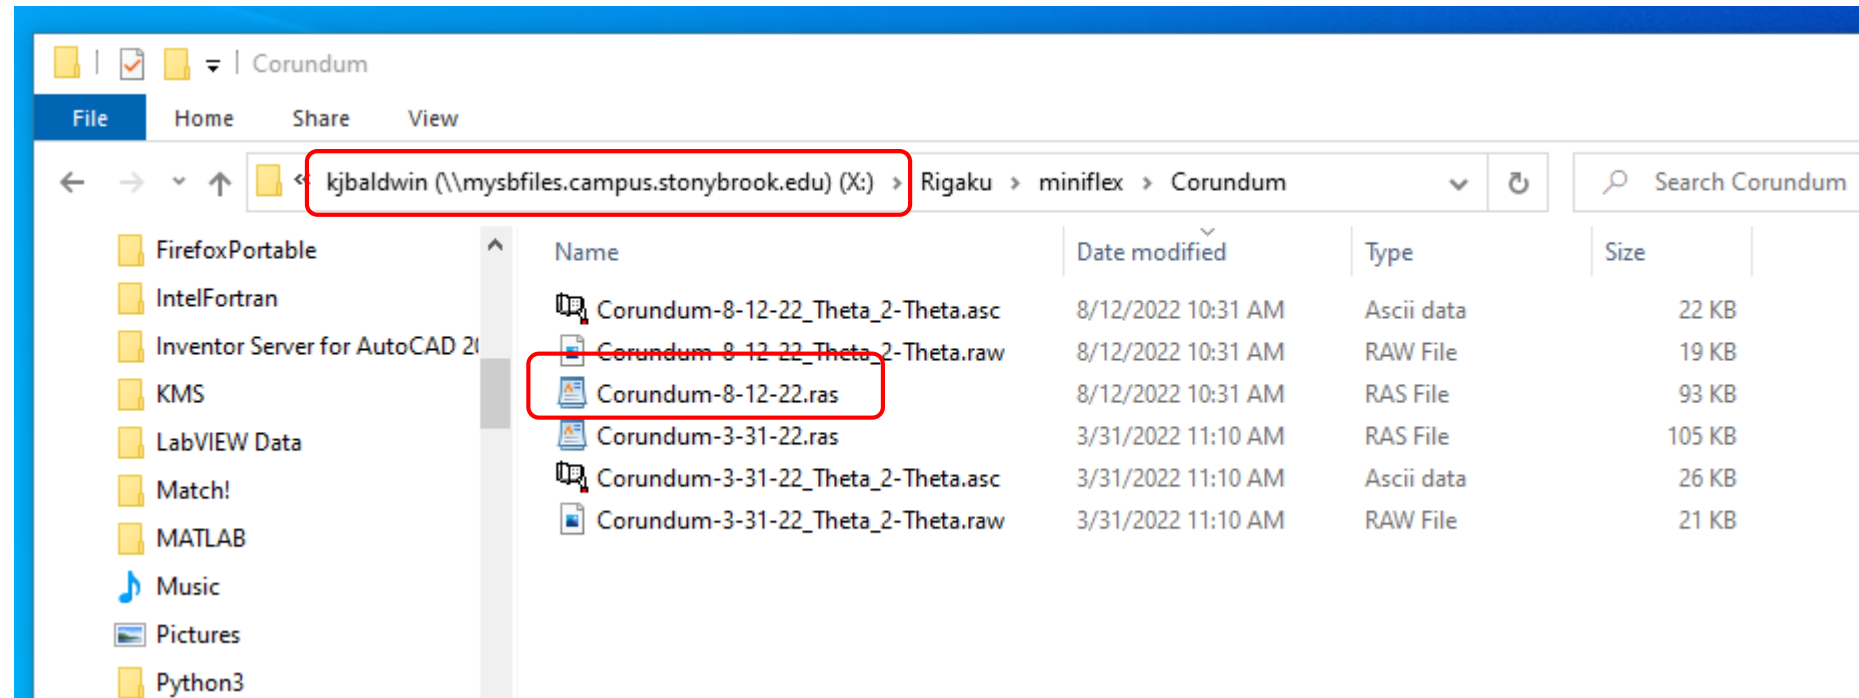 Corundum
File Home Share View
« kjbaldwin (\\mysbfiles.campus.stonybrook.edu) (X:) > Rigaku > miniflex > Corundum Search Corundum
FirefoxPortable
IntelFortran
Inventor Server for AutoCAD
KMS
LabVIEW Data
Match!
MATLAB
Music
Pictures
Python3
Name Date modified Type Size
Corundum-8-12-22_Theta_2-Theta.asc 8/12/2022 10:31 AM Ascii data 22 KB
Corundum-8-12-22_Theta_2-Theta.raw 8/12/2022 10:31 AM RAW File 19 KB
Corundum-8-12-22.ras 8/12/2022 10:31 AM RAS File 93 KB
Corundum-3-31-22.ras 3/31/2022 11:10 AM RAS File 105 KB
Corundum-3-31-22_Theta_2-Theta.asc 3/31/2022 11:10 AM Ascii data 26 KB
Corundum-3-31-22_Theta_2-Theta.raw 3/31/2022 11:10 AM RAW File 21 KB